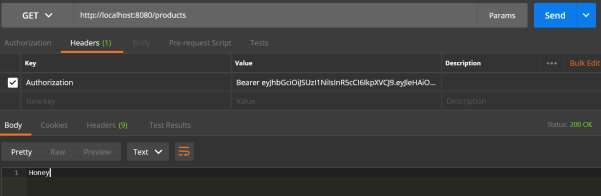 GET http://localhost:8080/products Params Send
Authorization Headers (1) Body Pre-request Script Tests
Key Value Description ••• Bulk Edit
Authorization Bearer eyJhbGciOiJSUzI1NiIsInR5cCI6IkpXVCJ9.eyJleHAiO...
New key Value Description
Body Cookies Headers (9) Test Results Status: 200 OK
Pretty Raw Preview Text
1 Honey